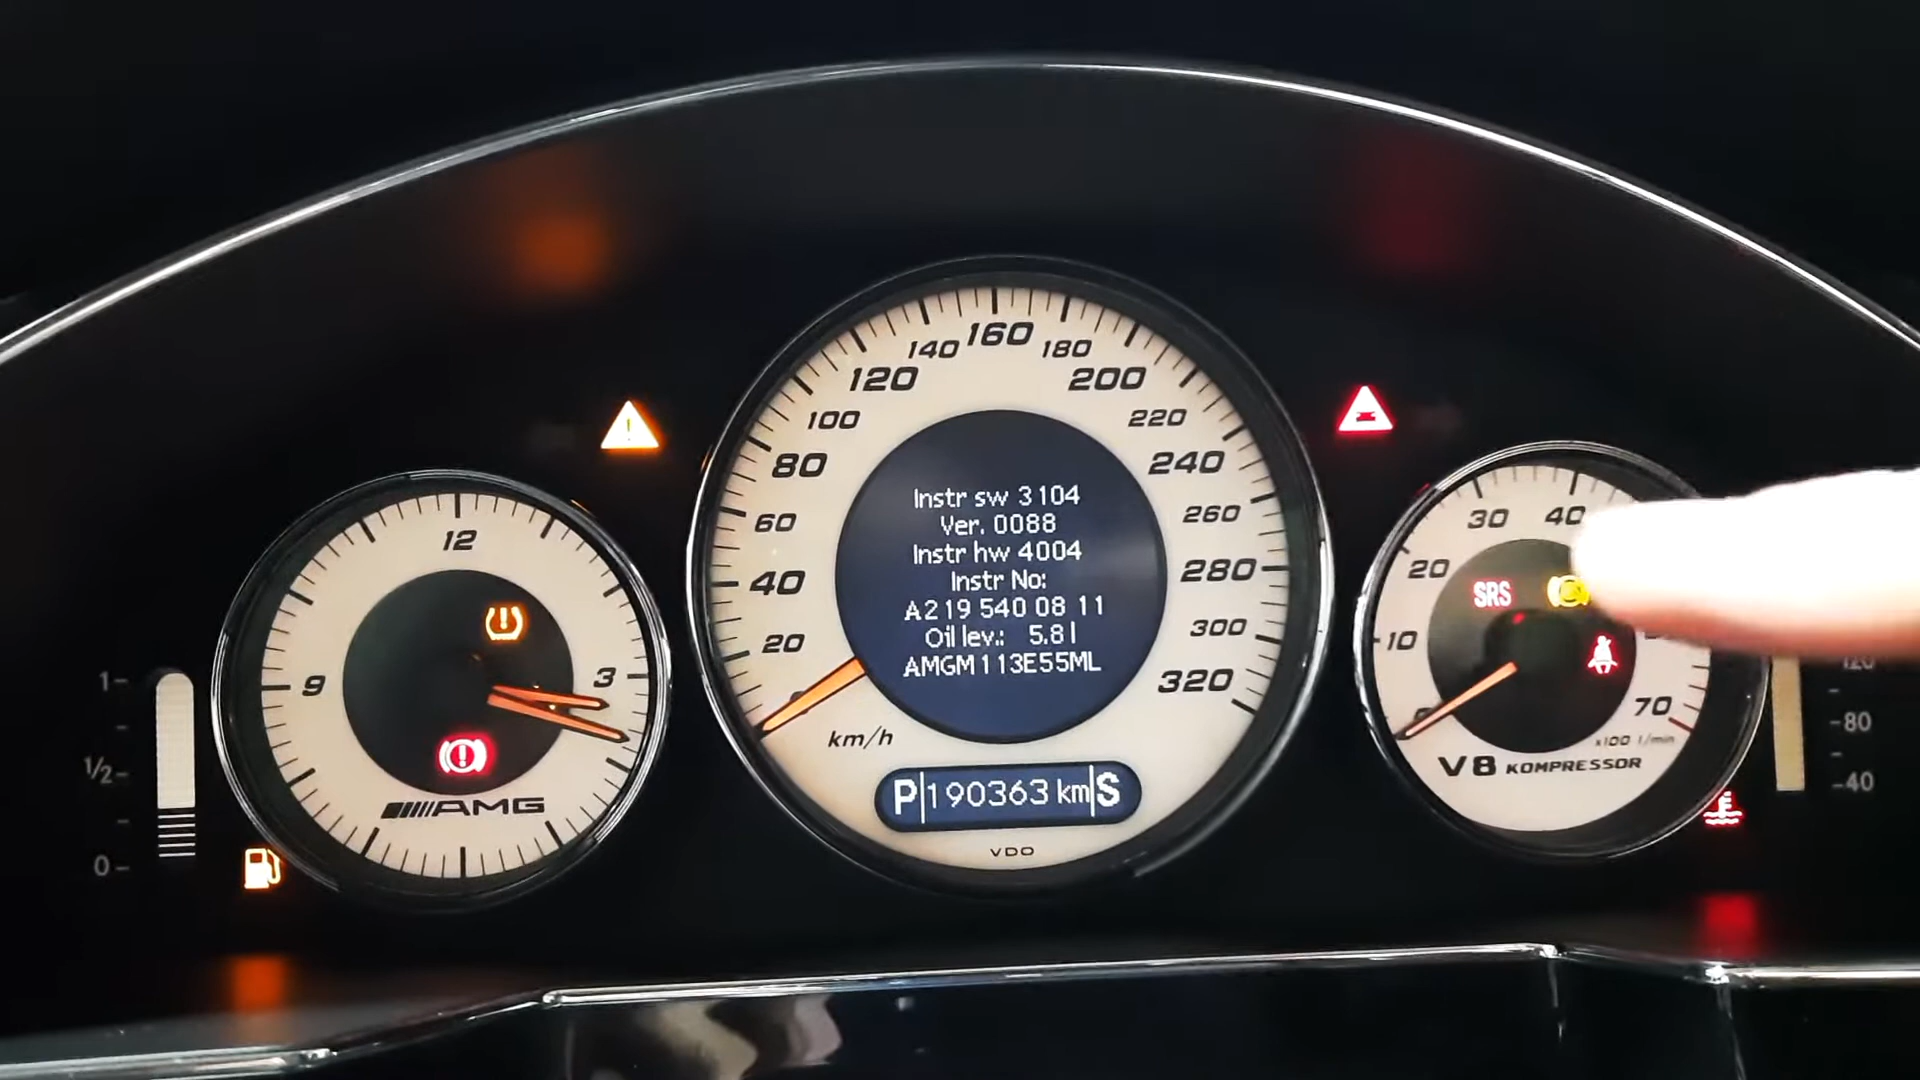 160
140
180
120
200
100
220
80
240
60
260
40
280
20
300
320
km/h
Instr sw 3104
Ver. 0088
Instr hw 4004
Instr No:
A219 540 08 11
Oil lev.: 5.8 l
AMGM113E55ML
P 190363 km S
VDO
12
9
3
AMG
1
1/2
0
30
40
20
SRS
10
70
x100 1/min
V8 KOMPRESSOR
120
80
40